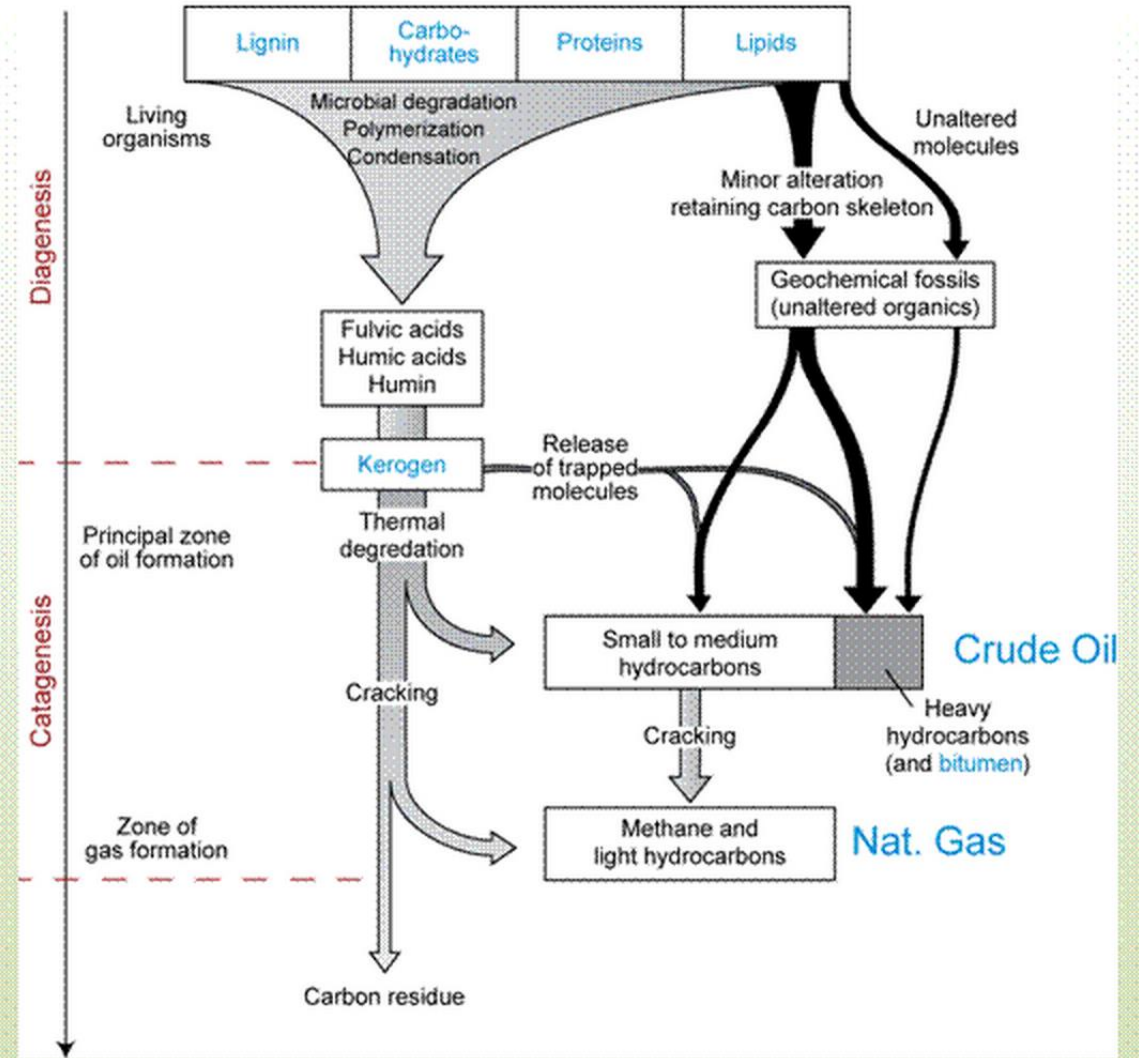 Lignin
Carbo-
hydrates
Proteins
Lipids
Living
organisms
Microbial degradation
Polymerization
Condensation
Unaltered
molecules
Minor alteration
retaining carbon skeleton
Diagenesis
Geochemical fossils
(unaltered organics)
Fulvic acids
Humic acids
Humin
Kerogen
Release
of trapped
molecules
Principal zone
of oil formation
Thermal
degredation
Catagenesis
Small to medium
hydrocarbons
Crude Oil
Cracking
Heavy
hydrocarbons
(and bitumen)
Cracking
Zone of
gas formation
Methane and
light hydrocarbons
Nat. Gas
Carbon residue